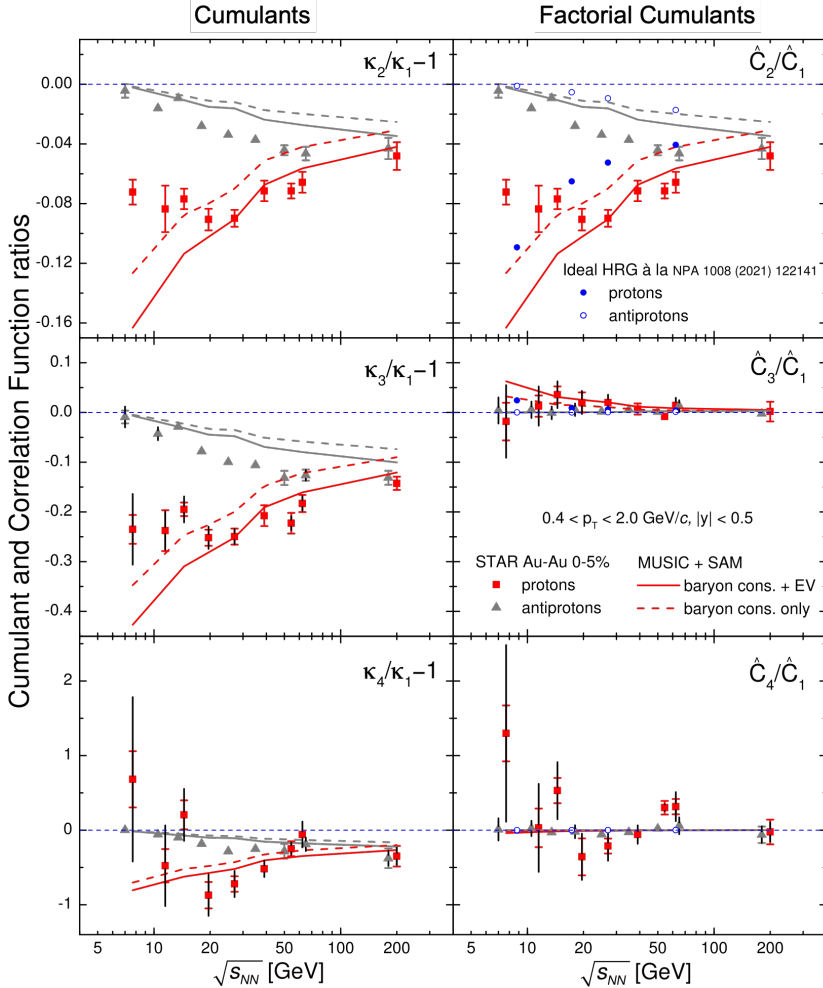 Cumulants
Factorial Cumulants
Cumulant and Correlation Function ratios
κ₂/κ₁−1
0.00
-0.04
-0.08
-0.12
-0.16
Ĉ₂/Ĉ₁
Ideal HRG à la NPA 1008 (2021) 122141
protons
antiprotons
κ₃/κ₁−1
0.1
0.0
-0.1
-0.2
-0.3
-0.4
Ĉ₃/Ĉ₁
0.4 < p_T < 2.0 GeV/c, |y| < 0.5
STAR Au-Au 0-5%
protons
antiprotons
MUSIC + SAM
baryon cons. + EV
baryon cons. only
κ₄/κ₁−1
2
1
0
-1
Ĉ₄/Ĉ₁
5 10 20 50 100 200
5 10 20 50 100 200
√s_NN [GeV]
√s_NN [GeV]